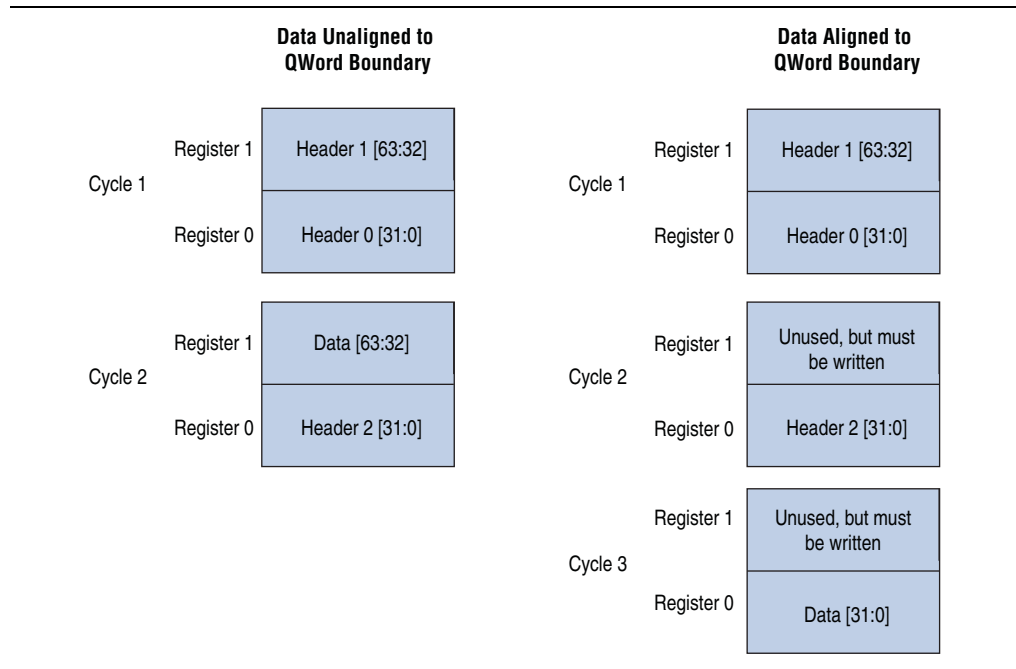 Data Unaligned to
QWord Boundary
Register 1
Header 1 [63:32]
Cycle 1
Register 0
Header 0 [31:0]
Register 1
Data [63:32]
Cycle 2
Register 0
Header 2 [31:0]
Data Aligned to
QWord Boundary
Register 1
Header 1 [63:32]
Cycle 1
Register 0
Header 0 [31:0]
Register 1
Unused, but must
be written
Cycle 2
Register 0
Header 2 [31:0]
Register 1
Unused, but must
be written
Cycle 3
Register 0
Data [31:0]